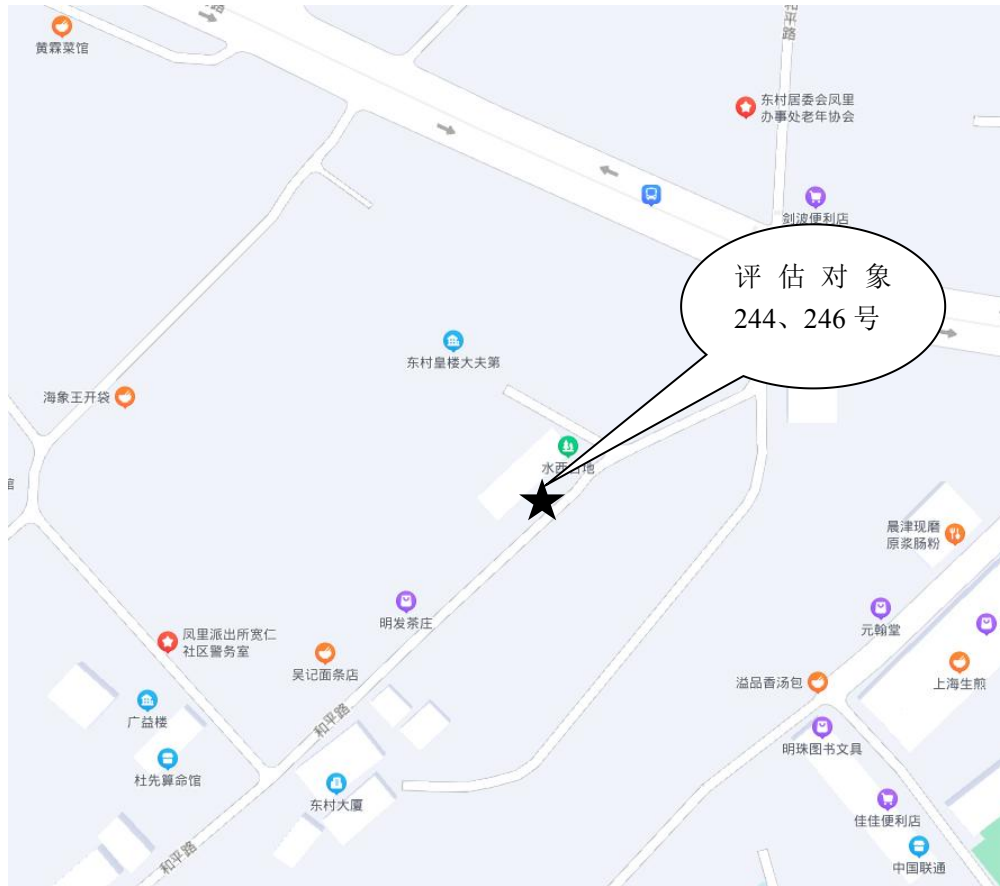 黄霖菜馆
和平路
东村居委会凤里
办事处老年协会
剑波便利店
评估对象
244、246号
东村皇楼大夫第
海象王开袋
馆
晨津现磨
原浆肠粉
明发茶庄
元翰堂
凤里派出所宽仁
社区警务室
吴记面条店
溢品香汤包
上海生煎
广益楼
和平路
明珠图书文具
杜先算命馆
东村大厦
佳佳便利店
和平路
中国联通